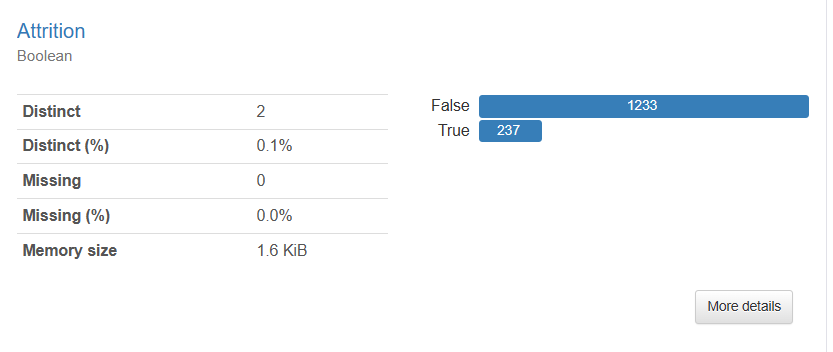 Attrition
Boolean
Distinct 2
Distinct (%) 0.1%
Missing 0
Missing (%) 0.0%
Memory size 1.6 KiB
False 1233
True 237
More details